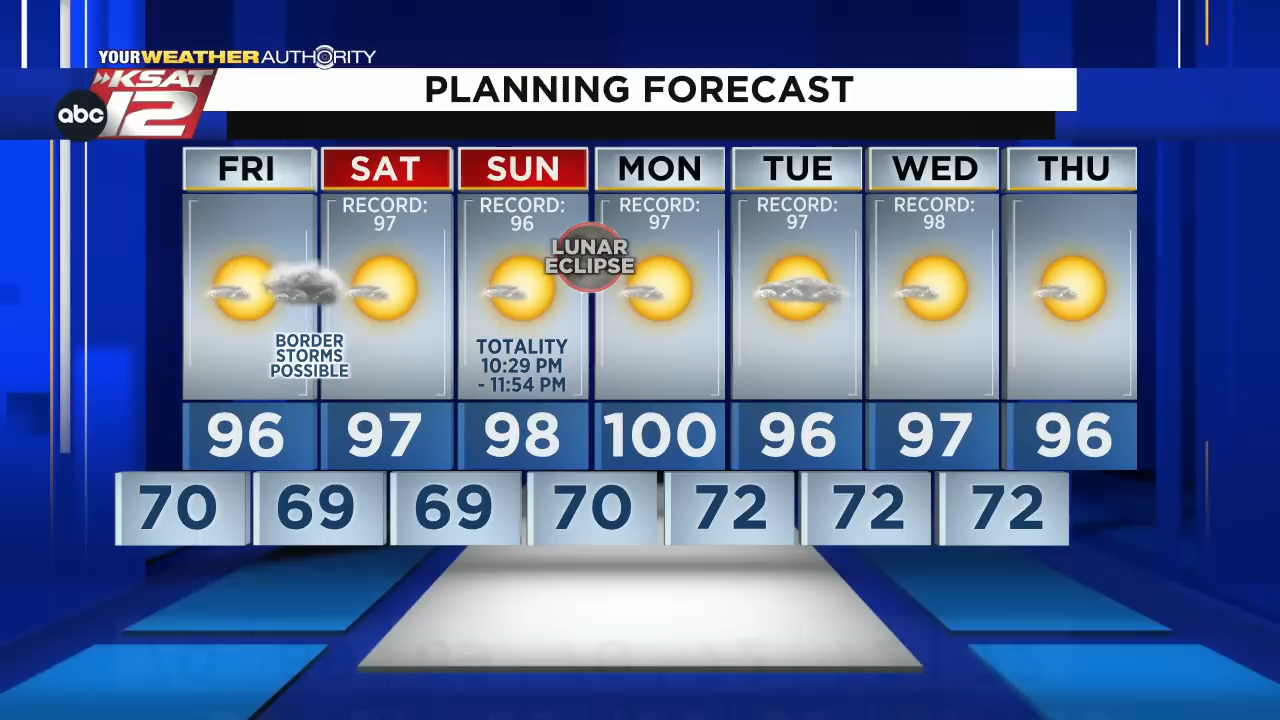 YOURWEATHERAUTHORITY
KSAT
abc
12
PLANNING FORECAST
FRI
SAT
SUN
MON
TUE
WED
THU
RECORD:
97
RECORD:
96
RECORD:
97
RECORD:
97
RECORD:
98
LUNAR
ECLIPSE
BORDER
STORMS
POSSIBLE
TOTALITY
10:29 PM
- 11:54 PM
96
97
98
100
96
97
96
70
69
69
70
72
72
72